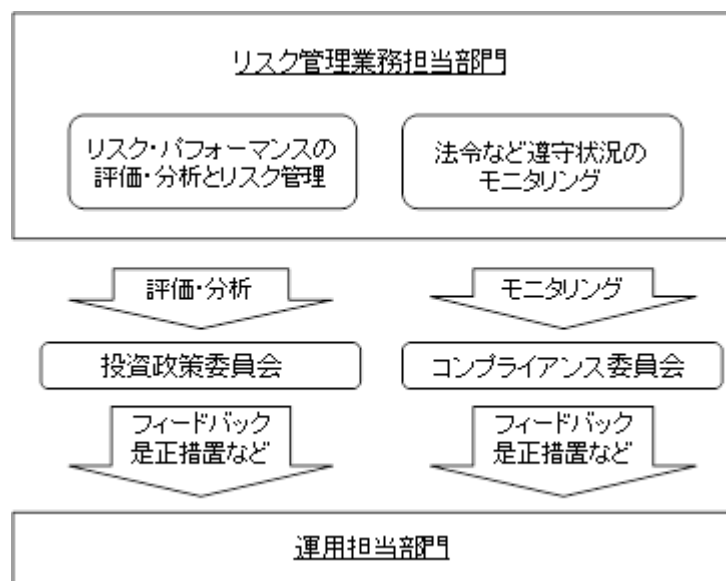 リスク管理業務担当部門
リスク・パフォーマンスの
評価・分析とリスク管理
法令など遵守状況の
モニタリング
評価・分析
モニタリング
投資政策委員会
コンプライアンス委員会
フィードバック
是正措置など
フィードバック
是正措置など
運用担当部門